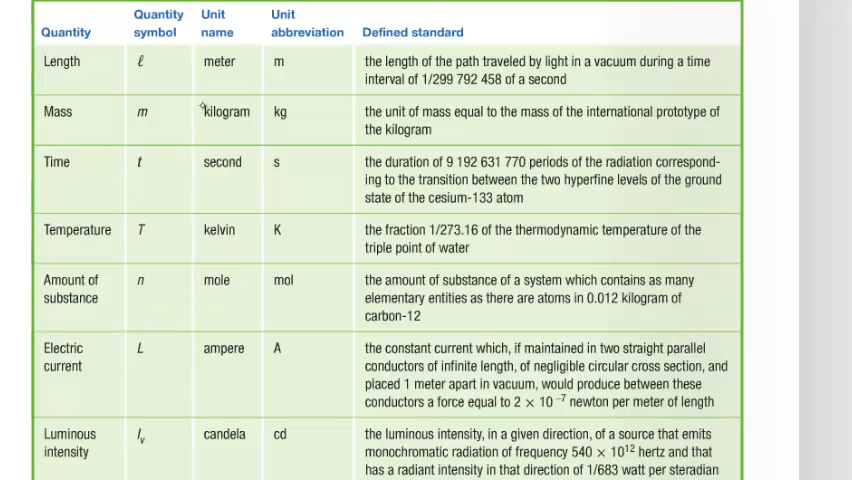 Quantity Quantity symbol Unit name Unit abbreviation Defined standard
Length ℓ meter m the length of the path traveled by light in a vacuum during a time
interval of 1/299 792 458 of a second
Mass m kilogram kg the unit of mass equal to the mass of the international prototype of
the kilogram
Time t second s the duration of 9 192 631 770 periods of the radiation correspond-
ing to the transition between the two hyperfine levels of the ground
state of the cesium-133 atom
Temperature T kelvin K the fraction 1/273.16 of the thermodynamic temperature of the
triple point of water
Amount of substance n mole mol the amount of substance of a system which contains as many
elementary entities as there are atoms in 0.012 kilogram of
carbon-12
Electric current L ampere A the constant current which, if maintained in two straight parallel
conductors of infinite length, of negligible circular cross section, and
placed 1 meter apart in vacuum, would produce between these
conductors a force equal to 2 × 10⁻⁷ newton per meter of length
Luminous intensity Iᵥ candela cd the luminous intensity, in a given direction, of a source that emits
monochromatic radiation of frequency 540 × 10¹² hertz and that
has a radiant intensity in that direction of 1/683 watt per steradian